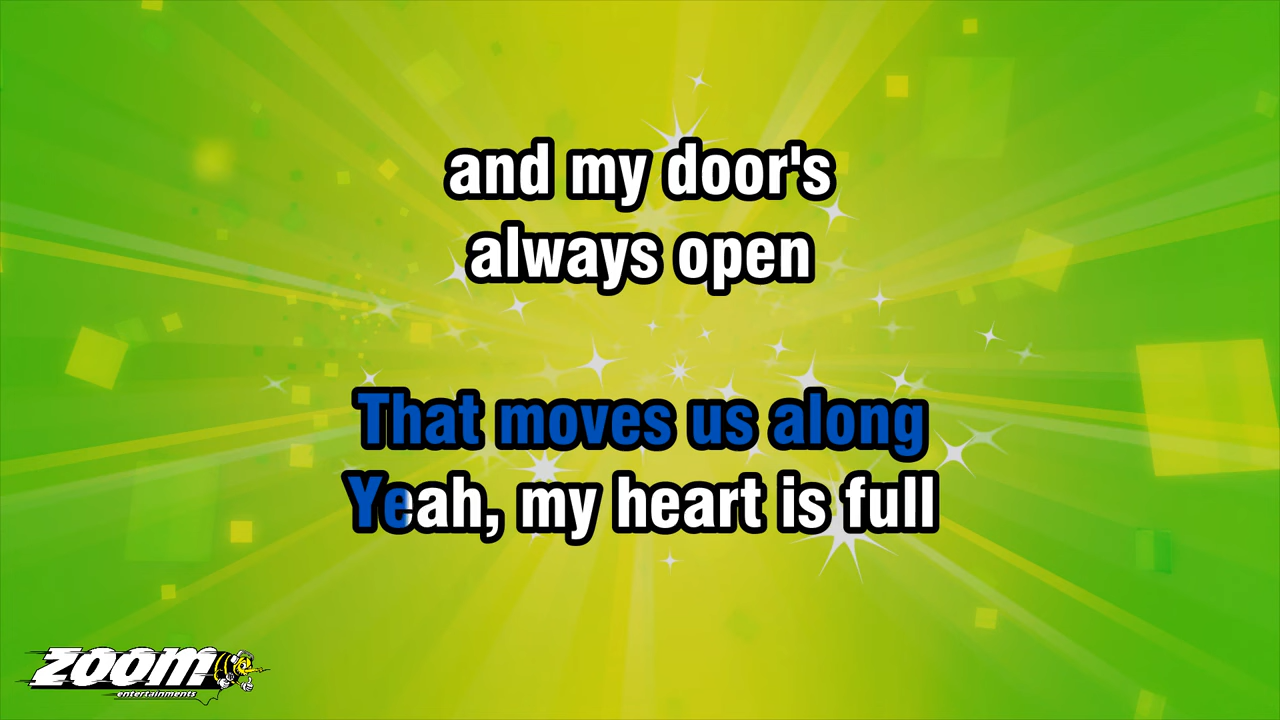 and my door's
always open
That moves us along
Yeah, my heart is full
ZOOM
entertainments